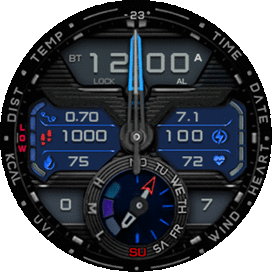 23°
TEMP
TIME
DIST
DATE
BT 12:00 A
LOCK AL
0.70 7.1
LOW
1000 100
75 72
KCAL
HEART
0 7
M TU WE TH FR SA SU
UVI
WIND